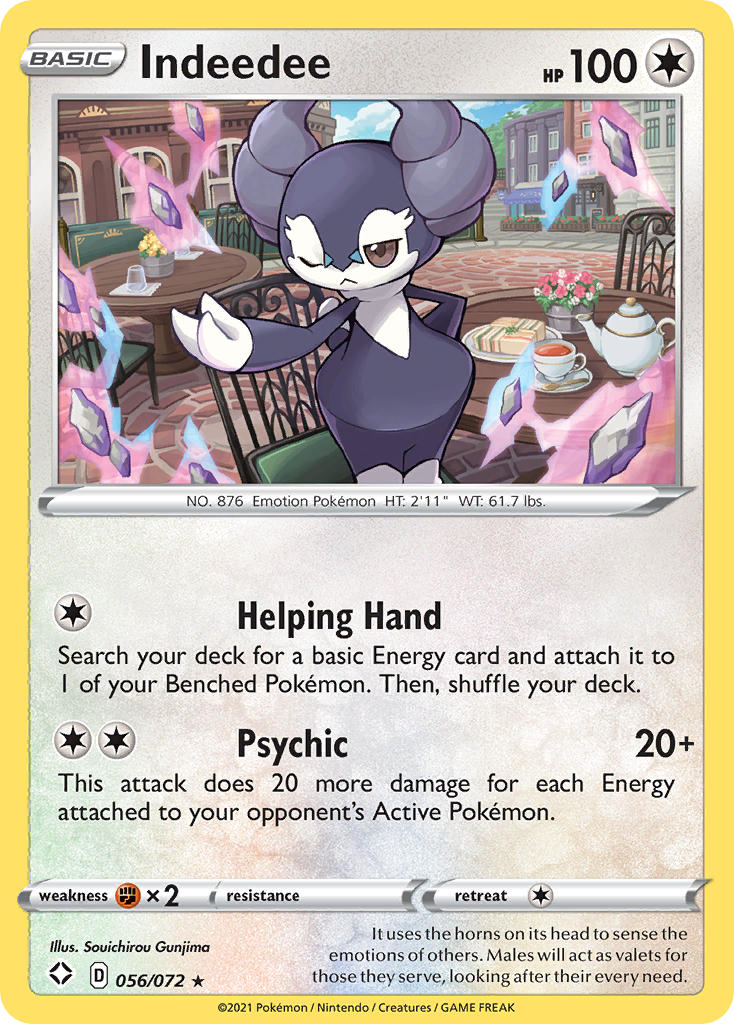 BASIC Indeedee HP 100
NO. 876 Emotion Pokémon HT: 2'11" WT: 61.7 lbs.
Helping Hand
Search your deck for a basic Energy card and attach it to
1 of your Benched Pokémon. Then, shuffle your deck.
Psychic 20+
This attack does 20 more damage for each Energy
attached to your opponent's Active Pokémon.
weakness ×2 resistance retreat
Illus. Souichirou Gunjima
D 056/072 ★
It uses the horns on its head to sense the
emotions of others. Males will act as valets for
those they serve, looking after their every need.
©2021 Pokémon / Nintendo / Creatures / GAME FREAK